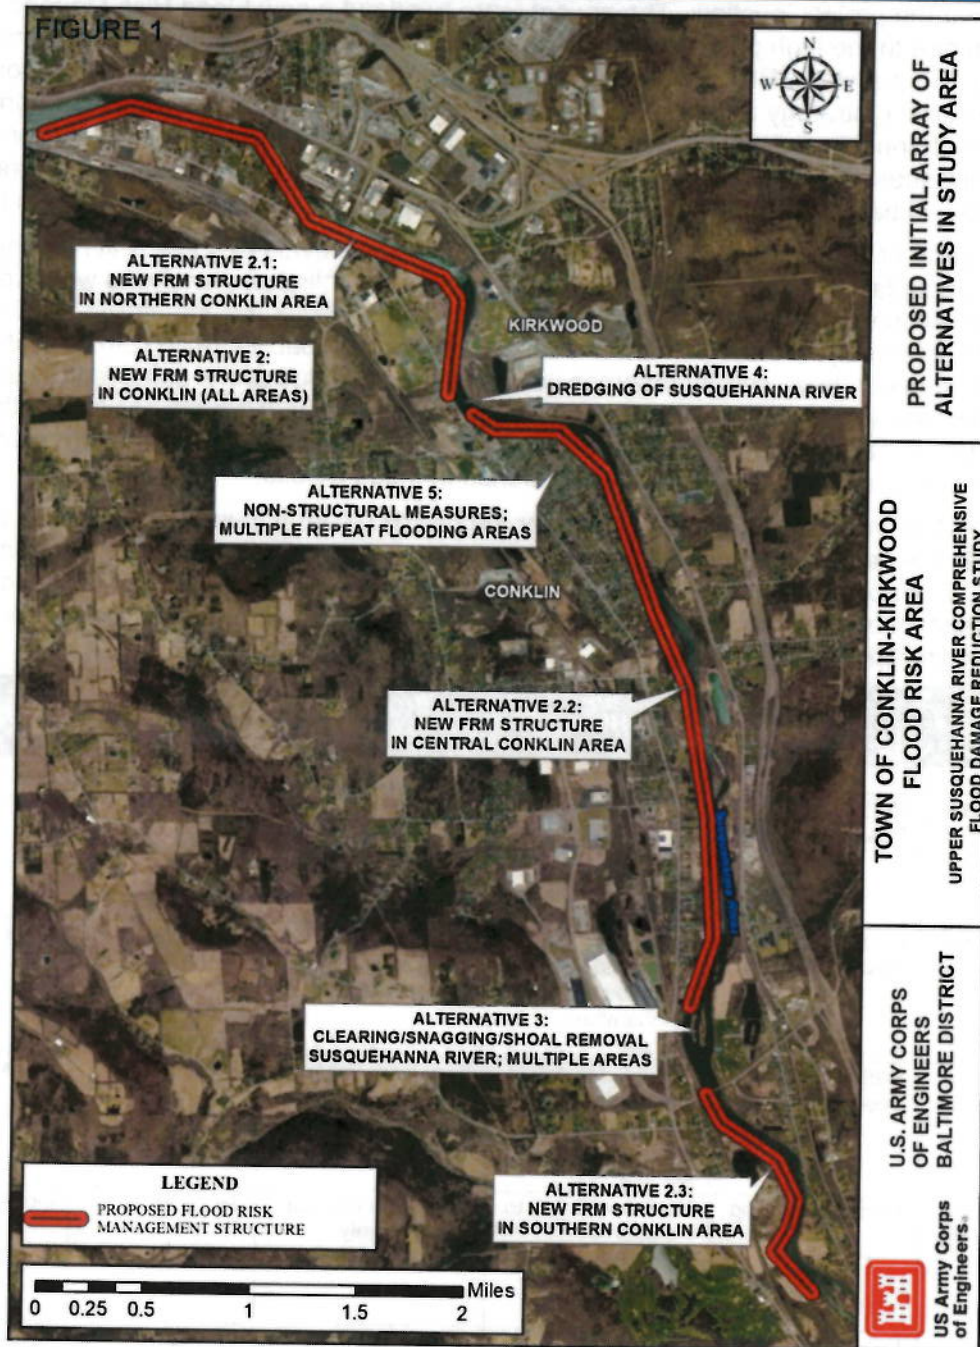 FIGURE 1
N
W E
S
ALTERNATIVE 2.1:
NEW FRM STRUCTURE
IN NORTHERN CONKLIN AREA
KIRKWOOD
ALTERNATIVE 2:
NEW FRM STRUCTURE
IN CONKLIN (ALL AREAS)
ALTERNATIVE 4:
DREDGING OF SUSQUEHANNA RIVER
ALTERNATIVE 5:
NON-STRUCTURAL MEASURES;
MULTIPLE REPEAT FLOODING AREAS
CONKLIN
ALTERNATIVE 2.2:
NEW FRM STRUCTURE
IN CENTRAL CONKLIN AREA
Susquehanna River
ALTERNATIVE 3:
CLEARING/SNAGGING/SHOAL REMOVAL
SUSQUEHANNA RIVER; MULTIPLE AREAS
ALTERNATIVE 2.3:
NEW FRM STRUCTURE
IN SOUTHERN CONKLIN AREA
LEGEND
PROPOSED FLOOD RISK
MANAGEMENT STRUCTURE
Miles
0 0.25 0.5 1 1.5 2
PROPOSED INITIAL ARRAY OF
ALTERNATIVES IN STUDY AREA
TOWN OF CONKLIN-KIRKWOOD
FLOOD RISK AREA
UPPER SUSQUEHANNA RIVER COMPREHENSIVE
FLOOD DAMAGE REDUCTION STUDY
U.S. ARMY CORPS
OF ENGINEERS
BALTIMORE DISTRICT
US Army Corps
of Engineers®